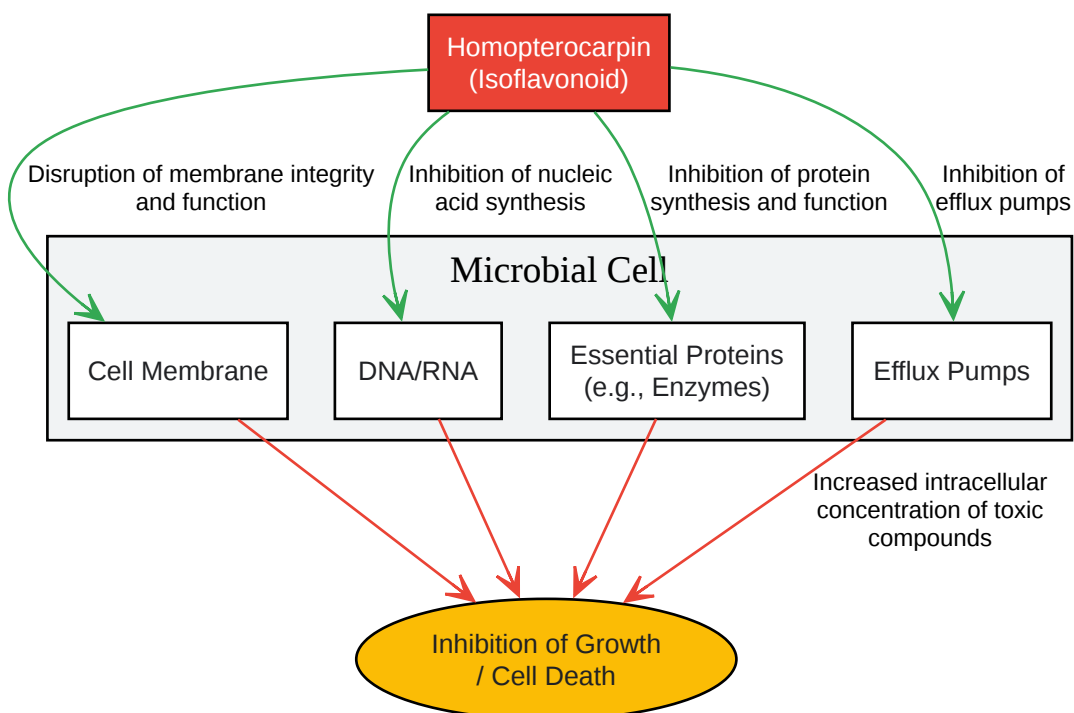 Homopterocarpin
(Isoflavonoid)
Disruption of membrane integrity
and function
Inhibition of nucleic
acid synthesis
Inhibition of protein
synthesis and function
Inhibition of
efflux pumps
Microbial Cell
Cell Membrane
DNA/RNA
Essential Proteins
(e.g., Enzymes)
Efflux Pumps
Increased intracellular
concentration of toxic
compounds
Inhibition of Growth
/ Cell Death